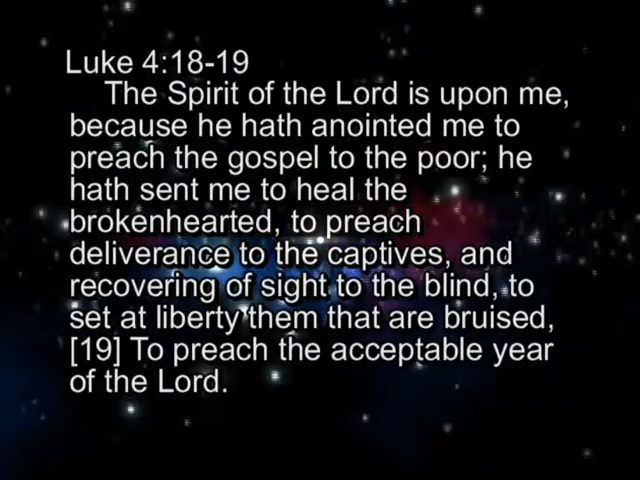 Luke 4:18-19
The Spirit of the Lord is upon me,
because he hath anointed me to
preach the gospel to the poor; he
hath sent me to heal the
brokenhearted, to preach
deliverance to the captives, and
recovering of sight to the blind, to
set at liberty them that are bruised,
[19] To preach the acceptable year
of the Lord.